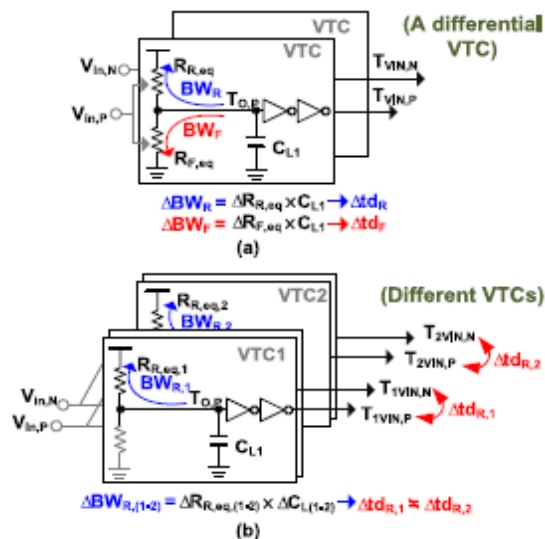 VTC
(A differential
VTC)
VTC
V_in,N
R_R,eq
BW_R
T_O,P
T_VIN,N
V_in,P
T_VIN,P
BW_F
C_L1
R_F,eq
ΔBW_R = ΔR_R,eq × C_L1 → Δtd_R
ΔBW_F = ΔR_F,eq × C_L1 → Δtd_F
(a)
VTC2
(Different VTCs)
R_R,eq,2
BW_R,2
VTC1
T_2VIN,N
R_R,eq,1
T_2VIN,P
Δtd_R,2
BW_R,1
T_O,P
T_1VIN,N
V_in,N
T_1VIN,P
Δtd_R,1
V_in,P
C_L1
ΔBW_R,(1-2) = ΔR_R,eq,(1-2) × ΔC_L(1-2) → Δtd_R,1 ≒ Δtd_R,2
(b)